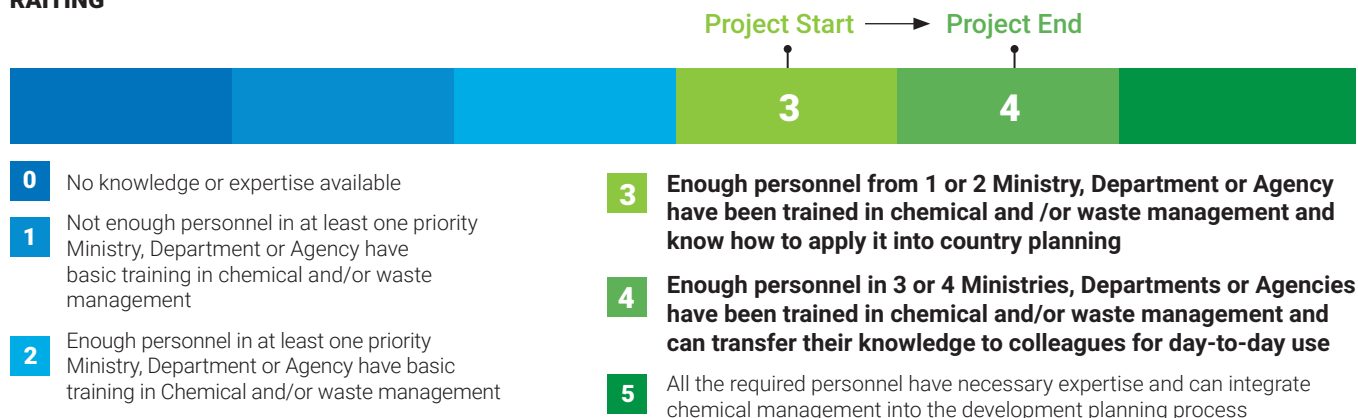 RAITING
Project Start
Project End
3
4
0
No knowledge or expertise available
1
Not enough personnel in at least one priority
Ministry, Department or Agency have
basic training in chemical and/or waste
management
2
Enough personnel in at least one priority
Ministry, Department or Agency have basic
training in Chemical and/or waste management
3
Enough personnel from 1 or 2 Ministry, Department or Agency
have been trained in chemical and /or waste management and
know how to apply it into country planning
4
Enough personnel in 3 or 4 Ministries, Departments or Agencies
have been trained in chemical and/or waste management and
can transfer their knowledge to colleagues for day-to-day use
5
All the required personnel have necessary expertise and can integrate
chemical management into the development planning process